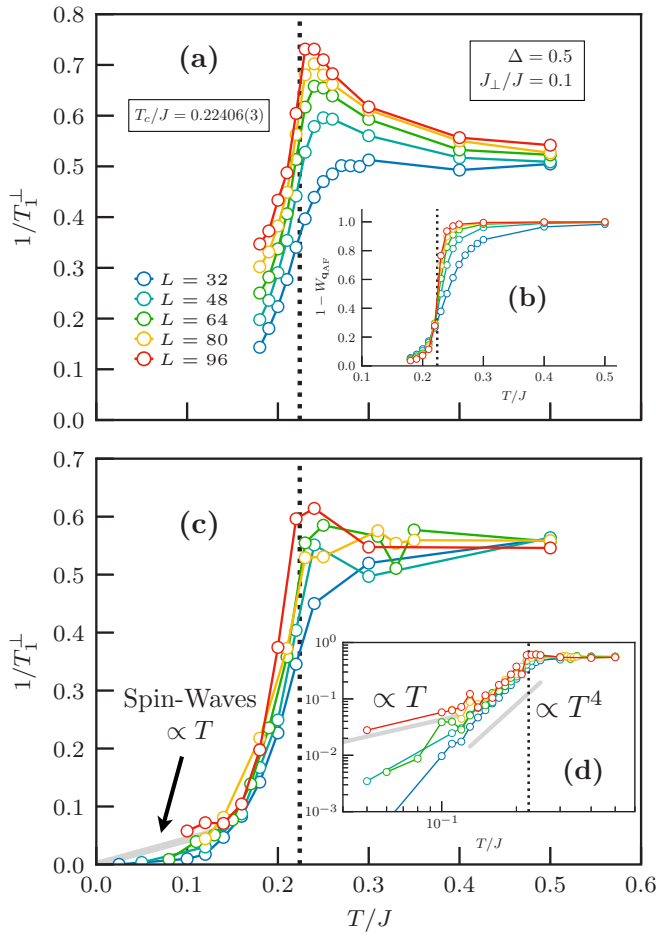 0.8
0.7
0.6
0.5
0.4
0.3
0.2
0.1
0.0
1/T₁^⊥
(a)
Δ = 0.5
J⊥/J = 0.1
T_c/J = 0.22406(3)
L = 32
L = 48
L = 64
L = 80
L = 96
1.0
0.8
0.6
0.4
0.2
0.0
1 − W_{q_AF}
(b)
0.1 0.2 0.3 0.4 0.5
T/J
0.7
0.6
0.5
0.4
0.3
0.2
0.1
0.0
1/T₁^⊥
(c)
Spin-Waves
∝ T
10⁰
10⁻¹
10⁻²
10⁻³
∝ T
∝ T⁴
(d)
10⁻¹
T/J
0.0 0.1 0.2 0.3 0.4 0.5 0.6
T/J